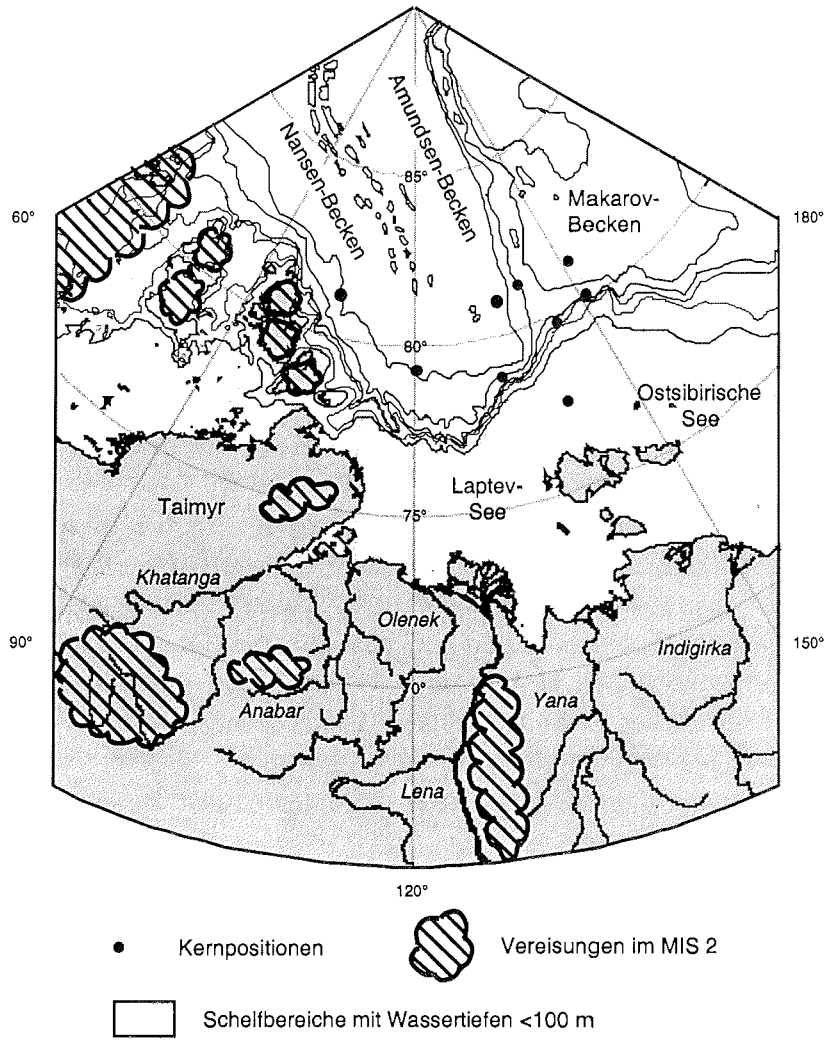 Nansen-Becken
Amundsen-Becken
85°
Makarov-
Becken
60°
180°
80°
Ostsibirische
See
Laptev-
See
Taimyr
75°
Khatanga
Olenek
Indigirka
90°
150°
70°
Yana
Anabar
Lena
120°
Kernpositionen
Vereisungen im MIS 2
Schelfbereiche mit Wassertiefen <100 m